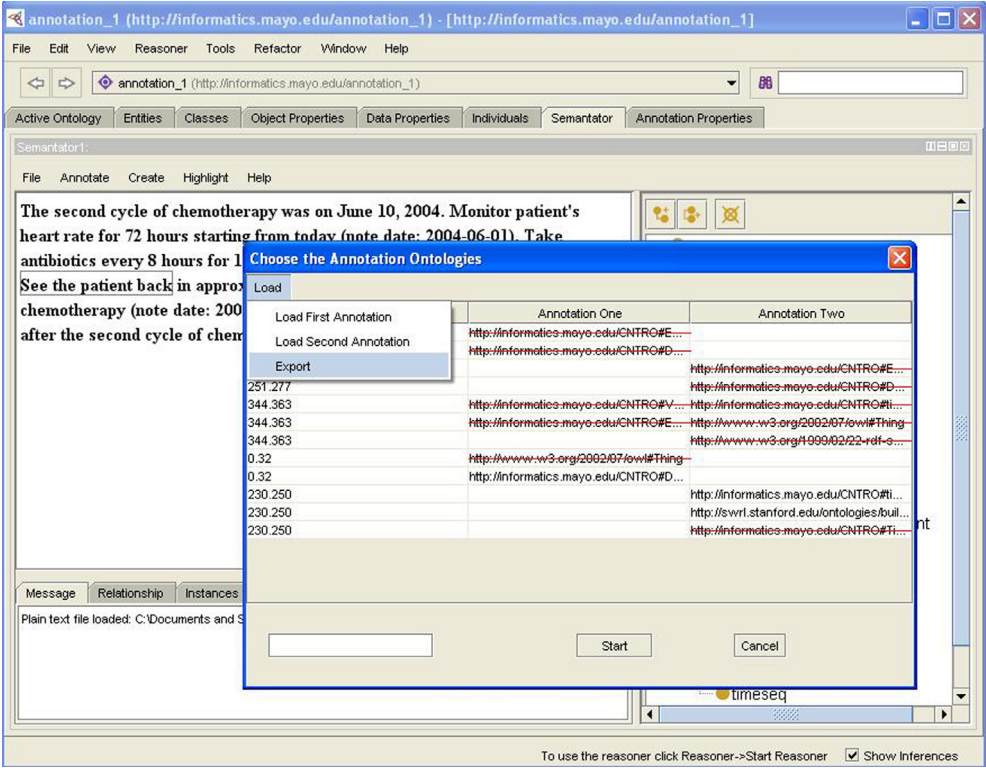 annotation_1 (http://informatics.mayo.edu/annotation_1) - [http://informatics.mayo.edu/annotation_1]
File Edit View Reasoner Tools Refactor Window Help
annotation_1 (http://informatics.mayo.edu/annotation_1)
Active Ontology Entities Classes Object Properties Data Properties Individuals Semantator Annotation Properties
Semantator1:
File Annotate Create Highlight Help
The second cycle of chemotherapy was on June 10, 2004. Monitor patient's
heart rate for 72 hours starting from today (note date: 2004-06-01). Take
antibiotics every 8 hours for 1
See the patient back in approx
chemotherapy (note date: 200
after the second cycle of chem
Choose the Annotation Ontologies
Load
Load First Annotation
Load Second Annotation
Export
Annotation One Annotation Two
http://informatics.mayo.edu/CNTRO#E...
http://informatics.mayo.edu/CNTRO#D...
http://informatics.mayo.edu/CNTRO#E...
251.277 http://informatics.mayo.edu/CNTRO#D...
344.363 http://informatics.mayo.edu/CNTRO#V... http://informatics.mayo.edu/CNTRO#ti...
344.363 http://informatics.mayo.edu/CNTRO#E... http://www.w3.org/2002/07/owl#Thing
344.363 http://www.w3.org/1999/02/22-rdf-s...
0.32 http://www.w3.org/2002/07/owl#Thing
0.32 http://informatics.mayo.edu/CNTRO#D...
230.250 http://informatics.mayo.edu/CNTRO#ti...
230.250 http://swrl.stanford.edu/ontologies/buil...
230.250 http://informatics.mayo.edu/CNTRO#Ti...
nt
Start Cancel
Message Relationship Instances
Plain text file loaded: C:\Documents and S
timeseq
To use the reasoner click Reasoner->Start Reasoner Show Inferences